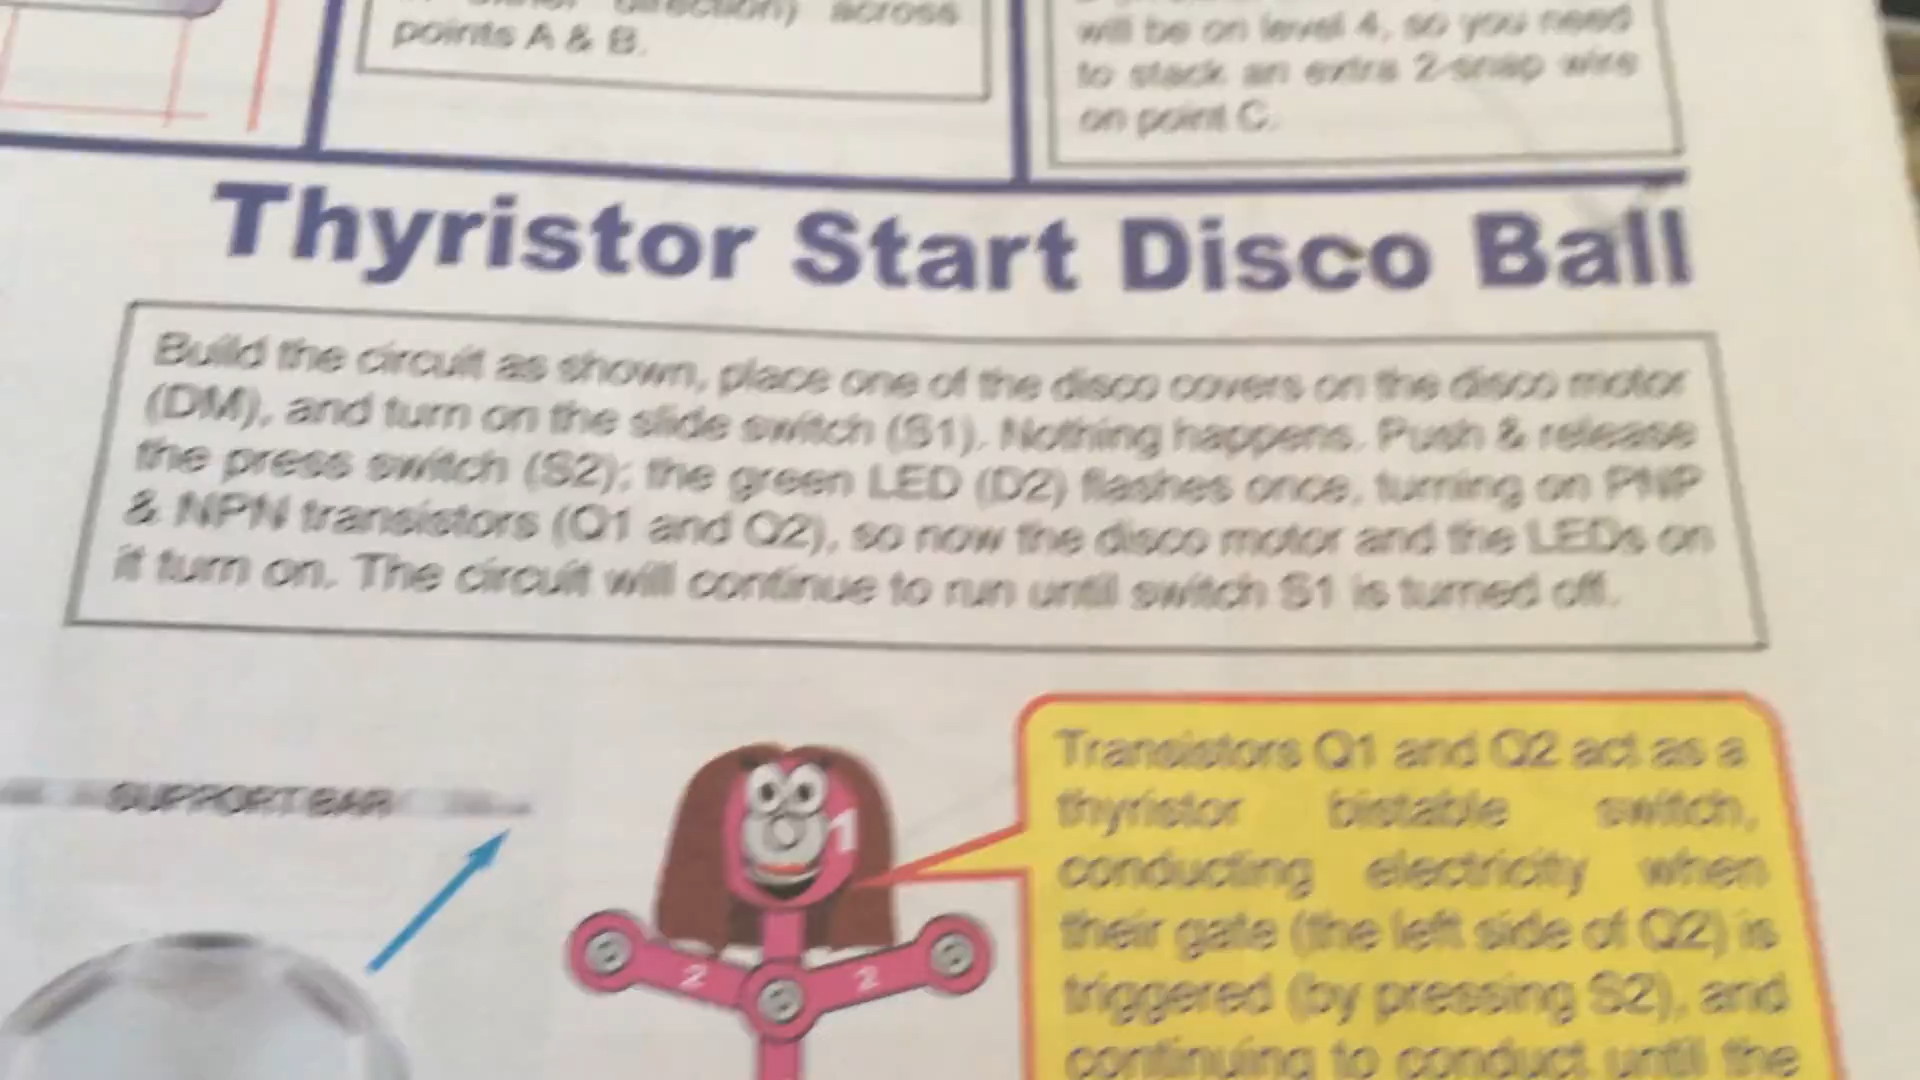 direction) across
points A & B.
will be on level 4, so you need
to stack an extra 2-snap wire
on point C.
Thyristor Start Disco Ball
Build the circuit as shown, place one of the disco covers on the disco motor
(DM), and turn on the slide switch (S1). Nothing happens. Push & release
the press switch (S2); the green LED (D2) flashes once, turning on PNP
& NPN transistors (Q1 and Q2), so now the disco motor and the LEDs on
it turn on. The circuit will continue to run until switch S1 is turned off.
SUPPORT BAR
1
2 2
Transistors Q1 and Q2 act as a
thyristor bistable switch,
conducting electricity when
their gate (the left side of Q2) is
triggered (by pressing S2), and
continuing to conduct until the